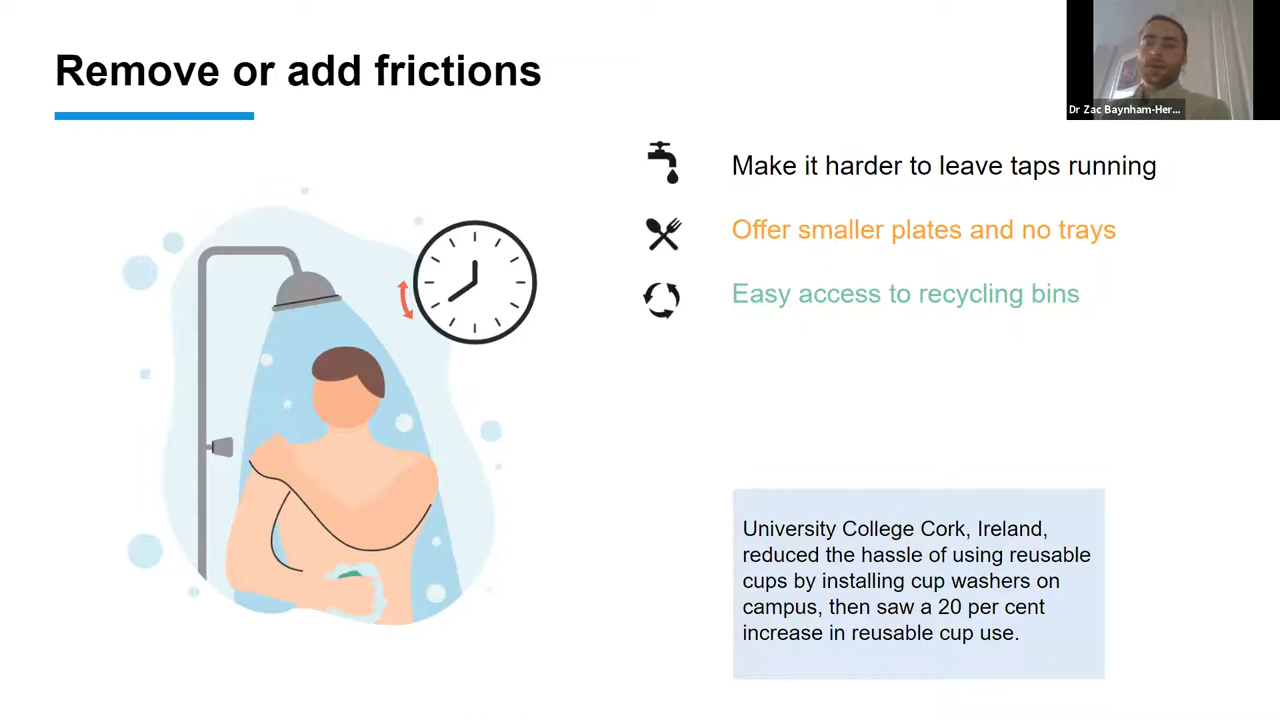 Remove or add frictions
Dr Zac Baynham-Her...
Make it harder to leave taps running
Offer smaller plates and no trays
Easy access to recycling bins
University College Cork, Ireland,
reduced the hassle of using reusable
cups by installing cup washers on
campus, then saw a 20 per cent
increase in reusable cup use.